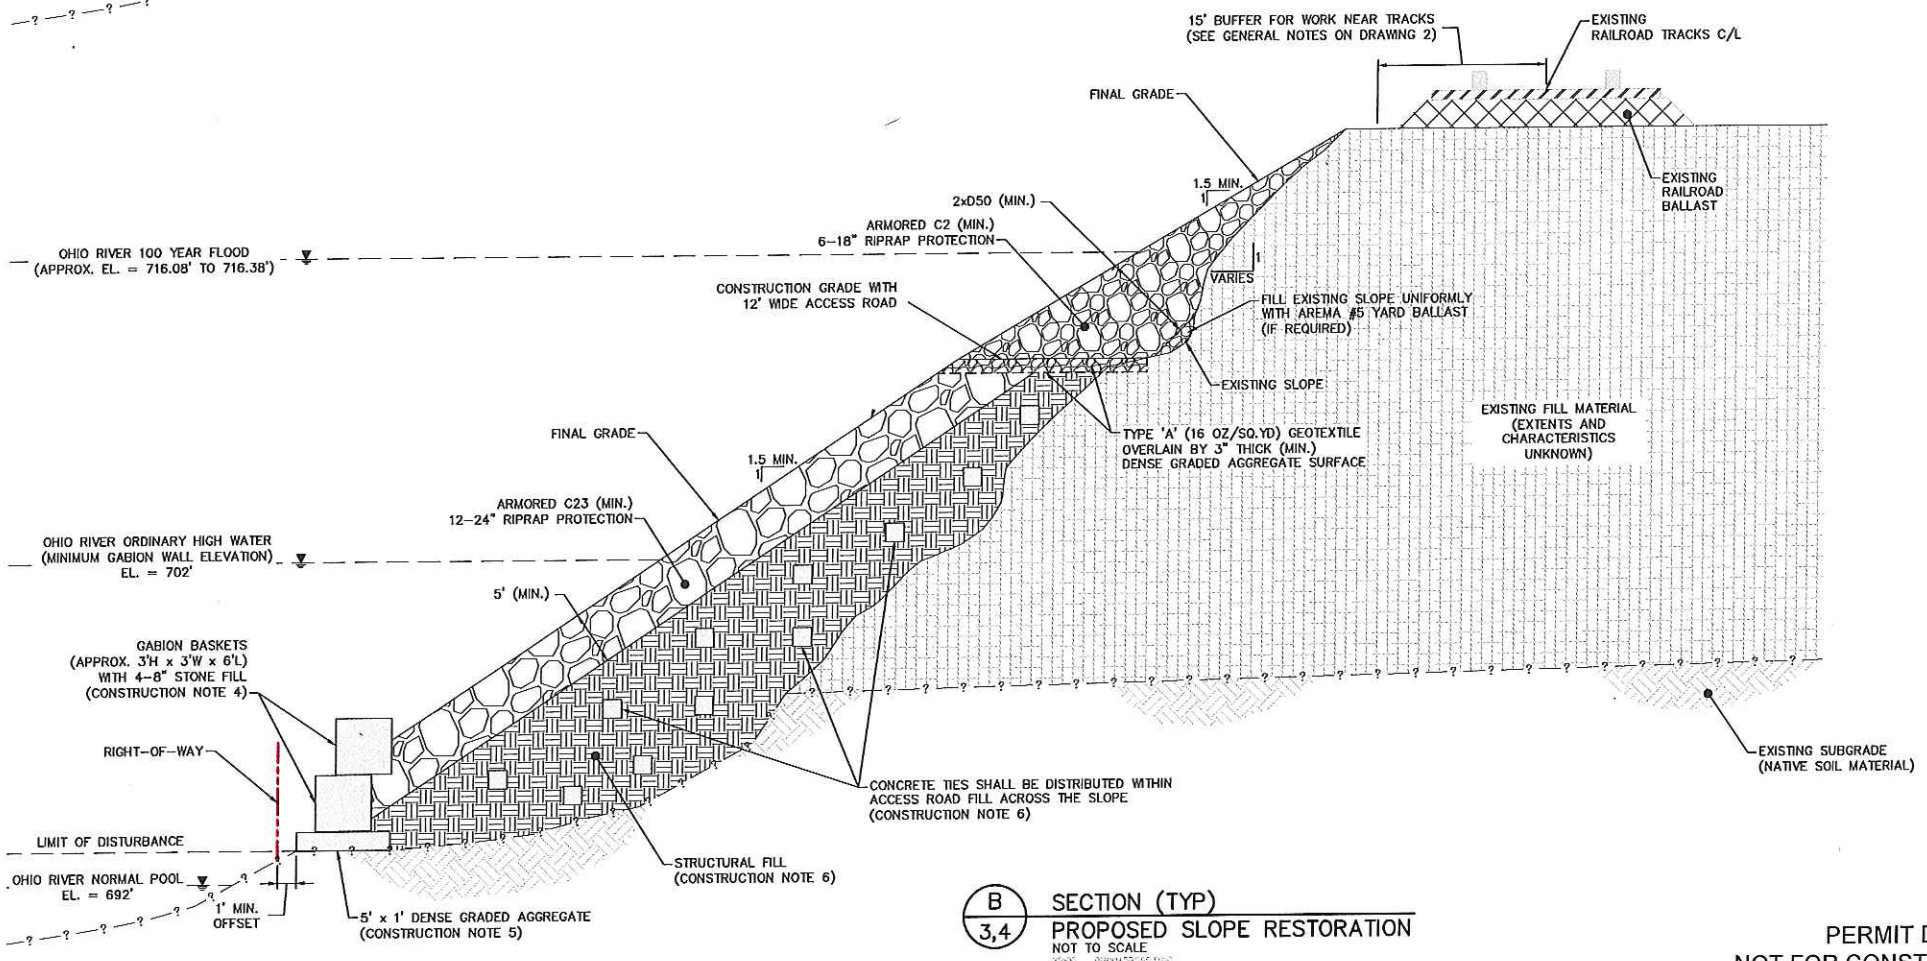 15' BUFFER FOR WORK NEAR TRACKS
(SEE GENERAL NOTES ON DRAWING 2)
EXISTING
RAILROAD TRACKS C/L
FINAL GRADE
EXISTING
RAILROAD
BALLAST
1.5 MIN.
1
2xD50 (MIN.)
ARMORED C2 (MIN.)
6-18" RIPRAP PROTECTION
OHIO RIVER 100 YEAR FLOOD
(APPROX. EL. = 716.08' TO 716.38')
1
VARIES
CONSTRUCTION GRADE WITH
12' WIDE ACCESS ROAD
FILL EXISTING SLOPE UNIFORMLY
WITH AREMA #5 YARD BALLAST
(IF REQUIRED)
EXISTING SLOPE
EXISTING FILL MATERIAL
(EXTENTS AND
CHARACTERISTICS
UNKNOWN)
FINAL GRADE
TYPE 'A' (16 OZ/SQ.YD) GEOTEXTILE
OVERLAIN BY 3" THICK (MIN.)
DENSE GRADED AGGREGATE SURFACE
1.5 MIN.
1
ARMORED C23 (MIN.)
12-24" RIPRAP PROTECTION
OHIO RIVER ORDINARY HIGH WATER
(MINIMUM GABION WALL ELEVATION)
EL. = 702'
5' (MIN.)
GABION BASKETS
(APPROX. 3'H x 3'W x 6'L)
WITH 4-8" STONE FILL
(CONSTRUCTION NOTE 4)
RIGHT-OF-WAY
EXISTING SUBGRADE
(NATIVE SOIL MATERIAL)
CONCRETE TIES SHALL BE DISTRIBUTED WITHIN
ACCESS ROAD FILL ACROSS THE SLOPE
(CONSTRUCTION NOTE 6)
LIMIT OF DISTURBANCE
STRUCTURAL FILL
(CONSTRUCTION NOTE 6)
OHIO RIVER NORMAL POOL
EL. = 692'
1' MIN.
OFFSET
5' x 1' DENSE GRADED AGGREGATE
(CONSTRUCTION NOTE 5)
B
3,4
SECTION (TYP)
PROPOSED SLOPE RESTORATION
NOT TO SCALE
PERMIT D
NOT FOR CONST